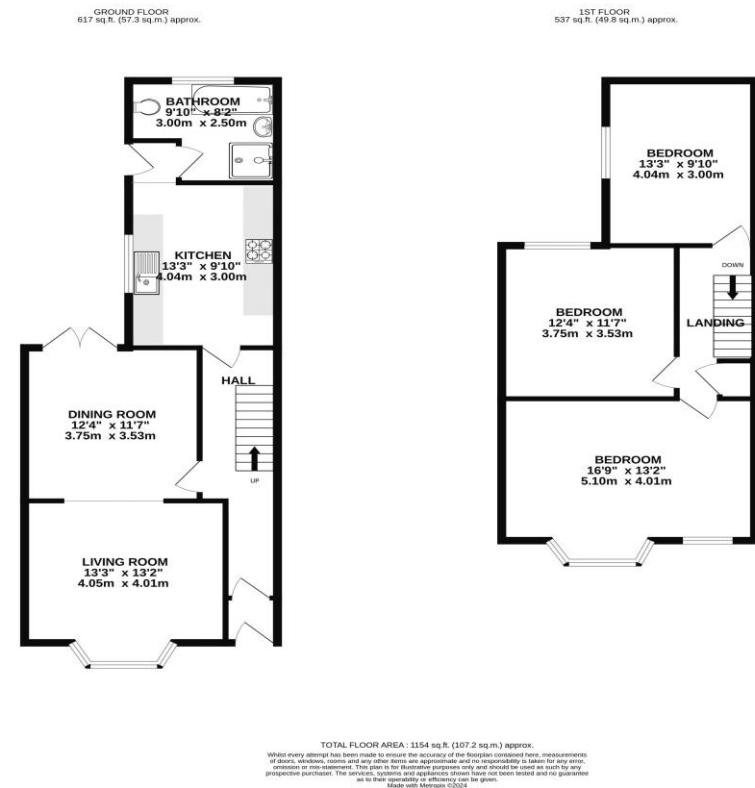 GROUND FLOOR
617 sq.ft. (57.3 sq.m.) approx.
BATHROOM
9'10" x 8'2"
3.00m x 2.50m
KITCHEN
13'3" x 9'10"
4.04m x 3.00m
HALL
DINING ROOM
12'4" x 11'7"
3.75m x 3.53m
UP
LIVING ROOM
13'3" x 13'2"
4.05m x 4.01m
1ST FLOOR
537 sq.ft. (49.8 sq.m.) approx.
BEDROOM
13'3" x 9'10"
4.04m x 3.00m
DOWN
BEDROOM
12'4" x 11'7"
3.75m x 3.53m
LANDING
BEDROOM
16'9" x 13'2"
5.10m x 4.01m
TOTAL FLOOR AREA : 1154 sq.ft. (107.2 sq.m.) approx.
Whilst every attempt has been made to ensure the accuracy of the floorplan contained here, measurements
of doors, windows, rooms and any other items are approximate and no responsibility is taken for any error,
omission or mis-statement. This plan is for illustrative purposes only and should be used as such by any
prospective purchaser. The services, systems and appliances shown have not been tested and no guarantee
as to their operability or efficiency can be given.
Made with Metropix ©2024